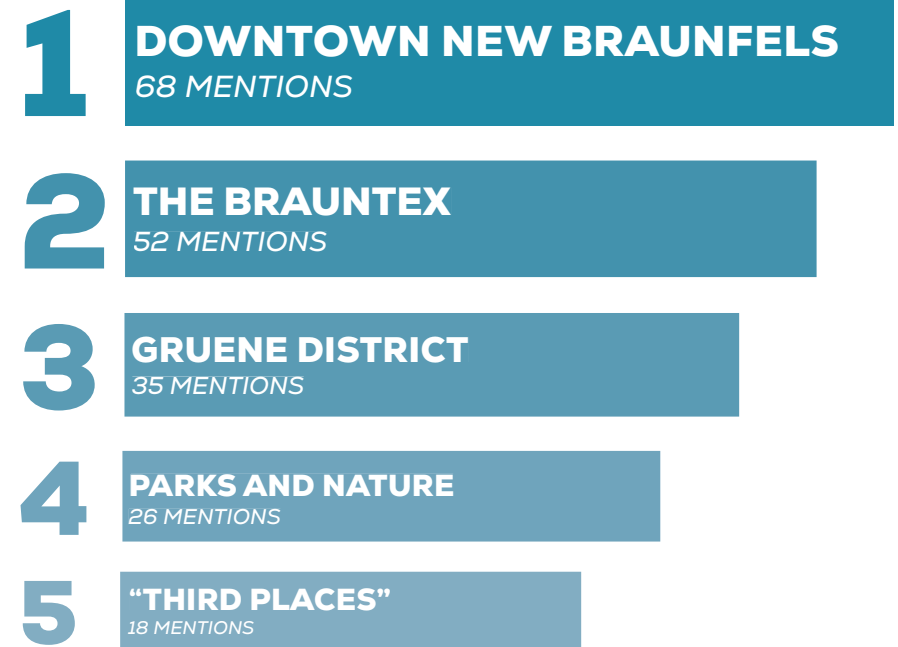 1
DOWNTOWN NEW BRAUNFELS
68 MENTIONS
2
THE BRAUNTEX
52 MENTIONS
3
GRUENE DISTRICT
35 MENTIONS
4
PARKS AND NATURE
26 MENTIONS
5
“THIRD PLACES”
18 MENTIONS